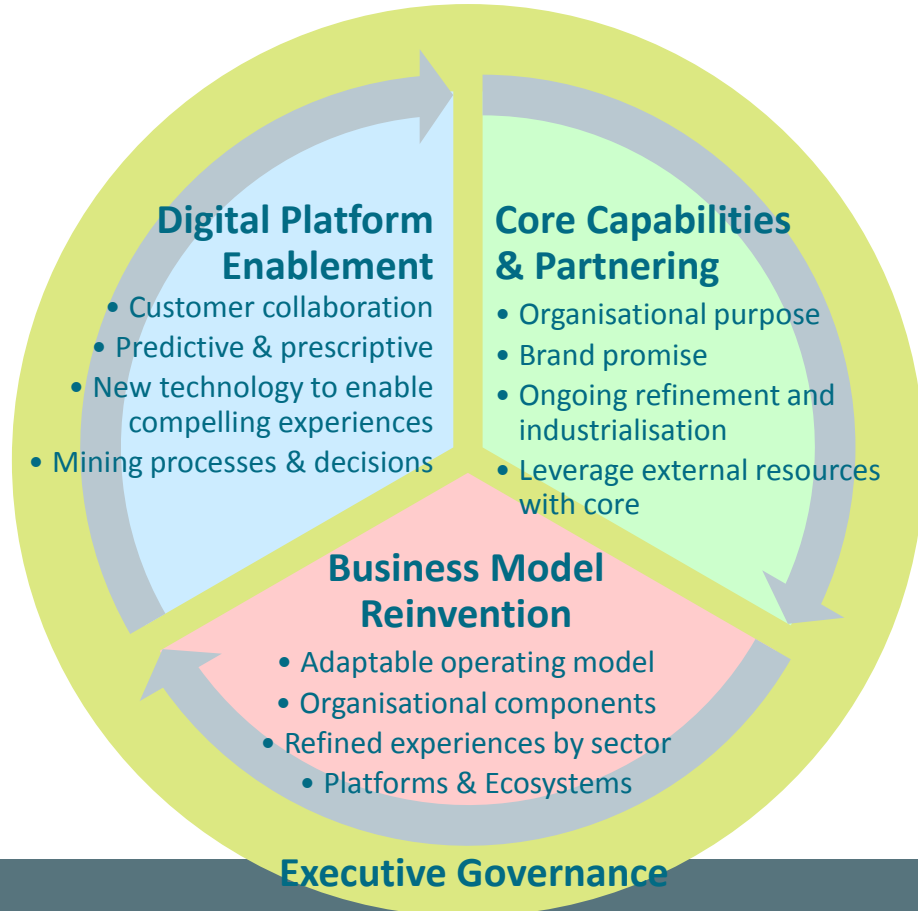 Digital Platform
Enablement
• Customer collaboration
• Predictive & prescriptive
• New technology to enable
compelling experiences
• Mining processes & decisions
Core Capabilities
& Partnering
• Organisational purpose
• Brand promise
• Ongoing refinement and
industrialisation
• Leverage external resources
with core
Business Model
Reinvention
• Adaptable operating model
• Organisational components
• Refined experiences by sector
• Platforms & Ecosystems
Executive Governance